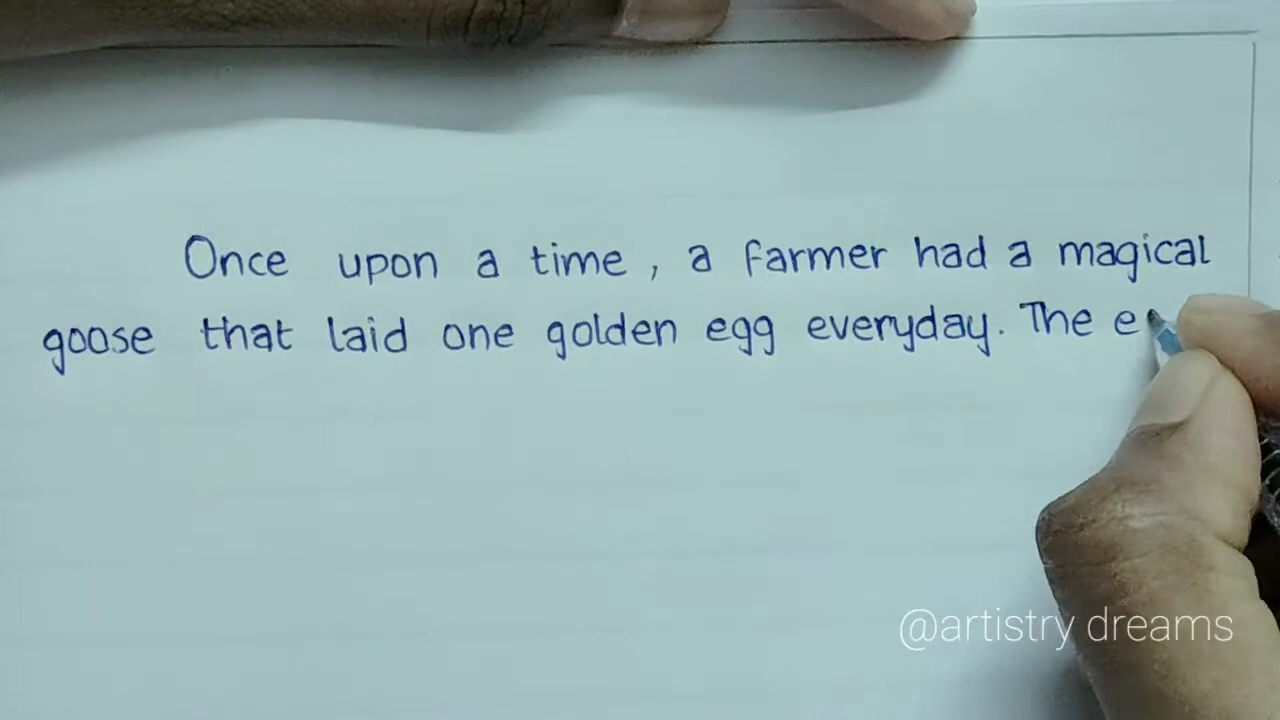 Once upon a time, a farmer had a magical
goose that laid one golden egg everyday. The e
@artistry dreams